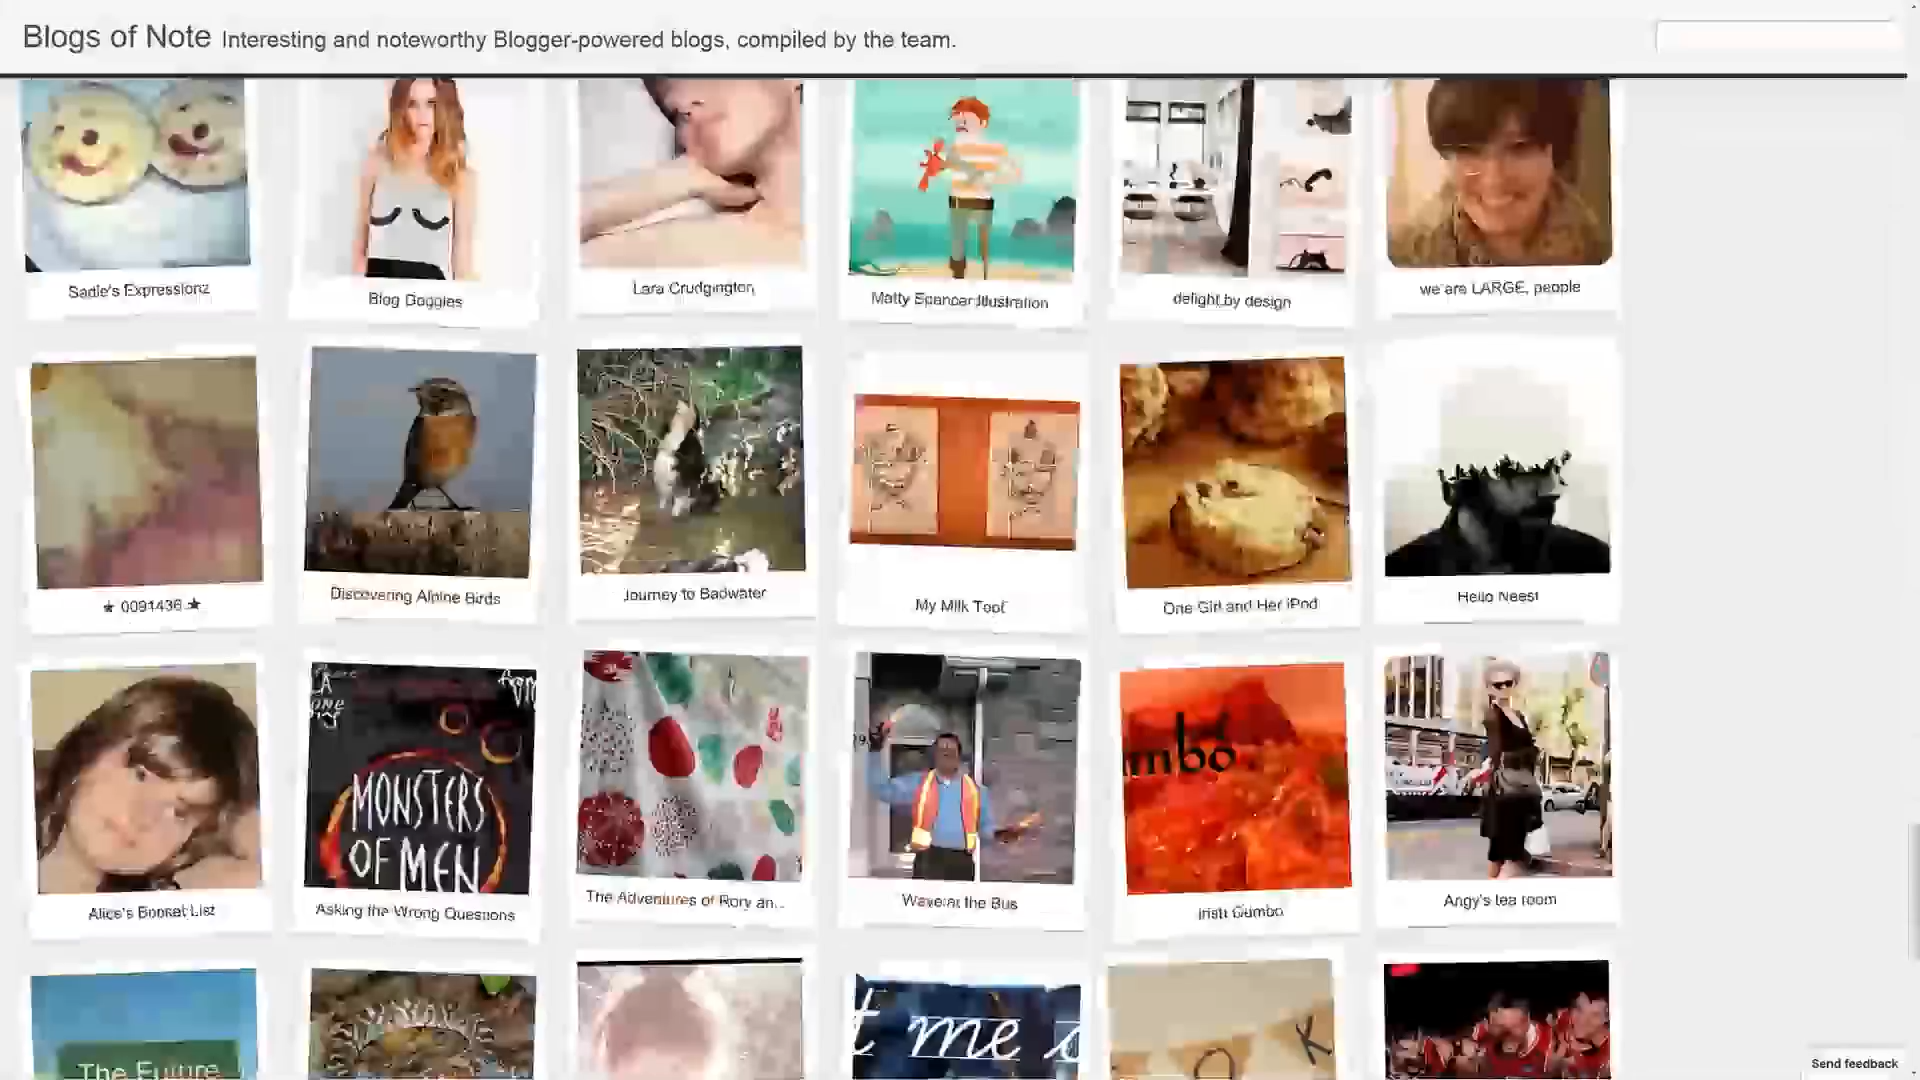 Blogs of Note Interesting and noteworthy Blogger-powered blogs, compiled by the team.
Sadie's Expressionz
Blog Doggies
Lara Crudgington
Matty Spencer Illustration
delight by design
we are LARGE, people
★ 0091436 ★
Discovering Alpine Birds
Journey to Badwater
My Milk Toof
One Girl and Her iPod
Hello Naest
Alice's Bonnet List
Asking the Wrong Questions
The Adventures of Rory an...
Wave at the Bus
Irish Gumbo
Angy's tea room
MONSTERS
OF MEN
mbo
The Future
t me
K
Send feedback